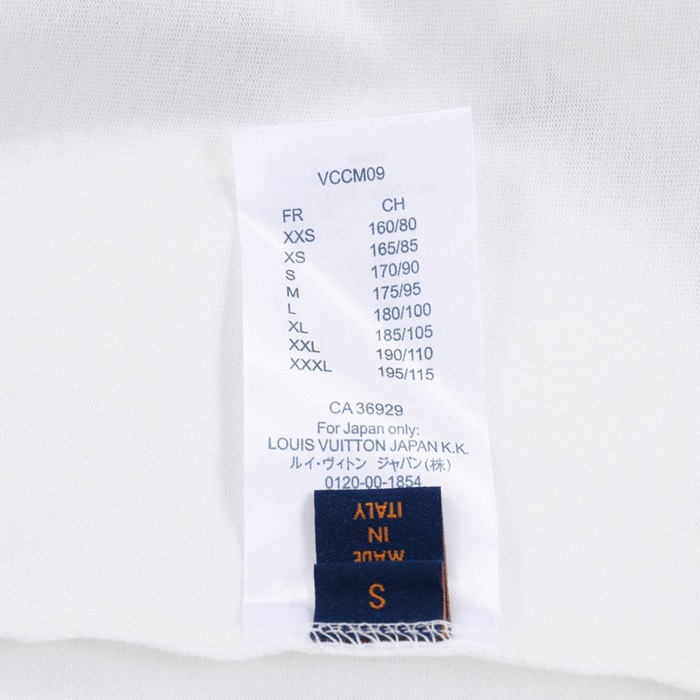 VCCM09
FR CH
XXS 160/80
XS 165/85
S 170/90
M 175/95
L 180/100
XL 185/105
XXL 190/110
XXXL 195/115
CA 36929
For Japan only:
LOUIS VUITTON JAPAN K.K.
ルイ・ヴィトン ジャパン(株)
0120-00-1854
MADE
IN
ITALY
S